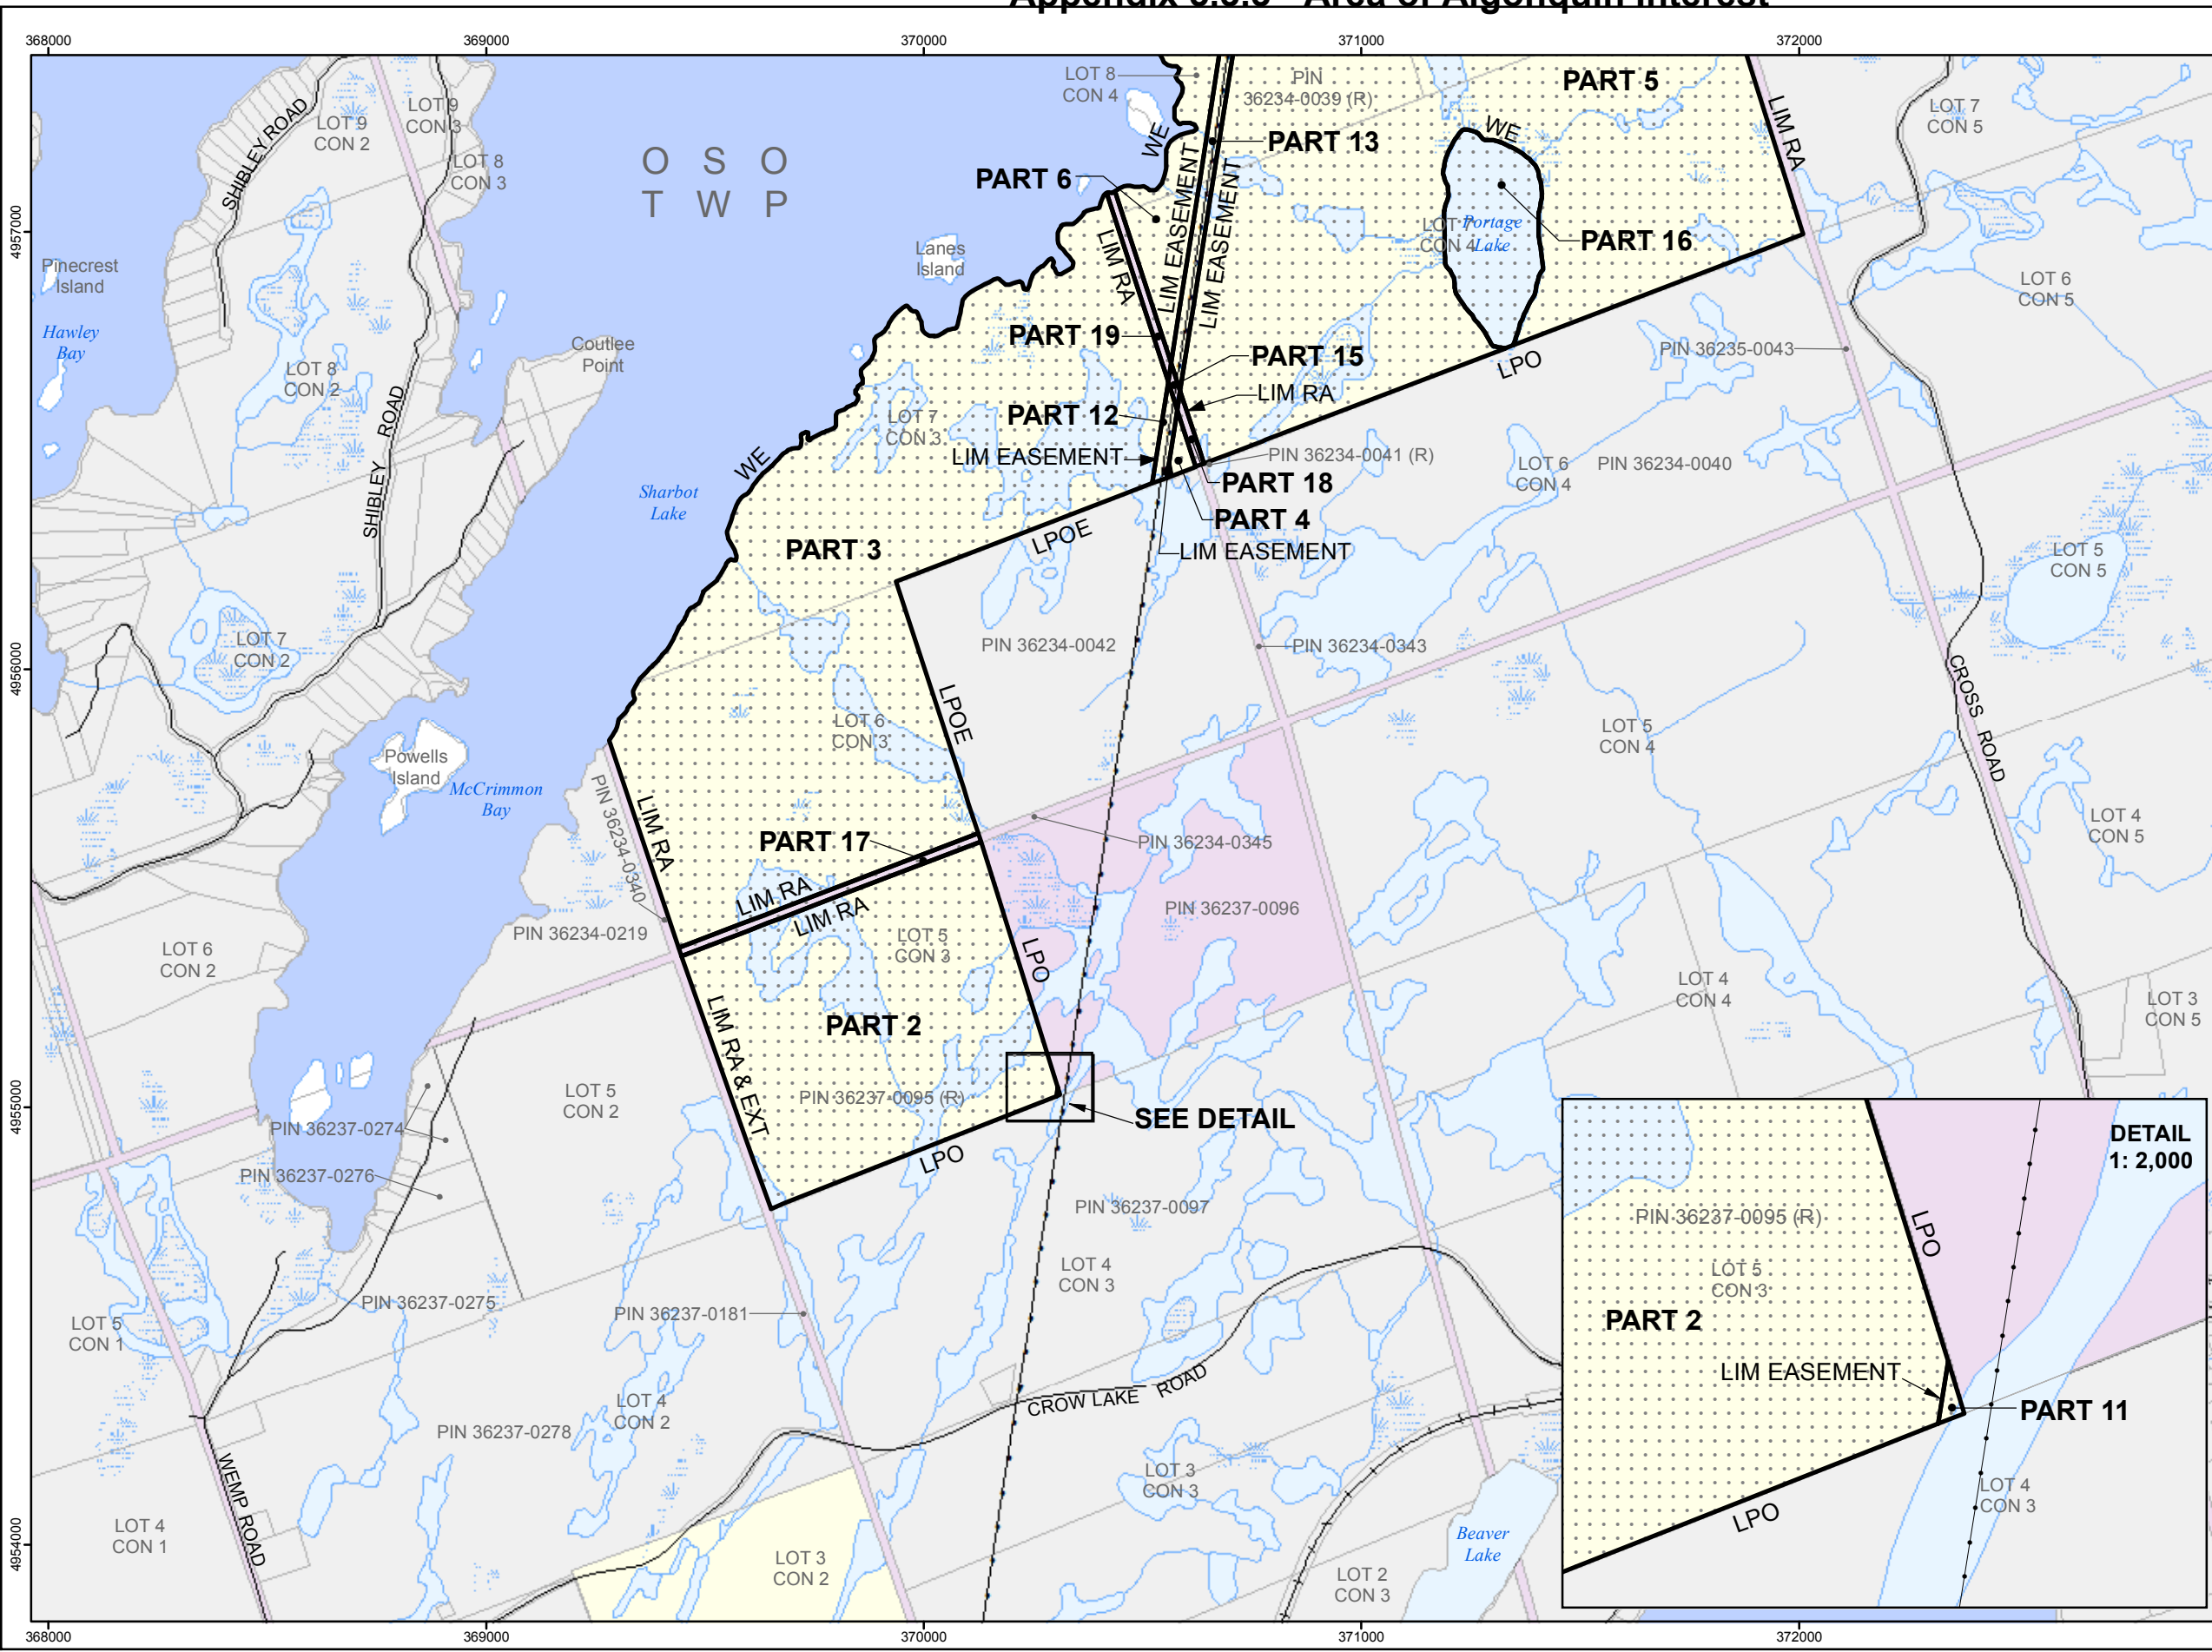 368000
369000
370000
371000
372000
4957000
4956000
4955000
4954000
SHIBLEY ROAD
LOT 9
CON 2
LOT 9
CON 3
LOT 8
CON 3
O S O
T W P
LOT 8
CON 4
PIN
36234-0039 (R)
PART 5
LIM RA
LOT 7
CON 5
WE
PART 13
PART 6
LIM EASEMENT
LIM EASEMENT
WE
Portage
Lake
CON 4
PART 16
Pinecrest
Island
Hawley
Bay
Lanes
Island
LIM RA
LOT 6
CON 5
Coutlee
Point
LOT 8
CON 2
SHIBLEY ROAD
PART 19
PART 15
LIM RA
LPO
PIN 36235-0043
LOT 7
CON 3
PART 12
LIM EASEMENT
PIN 36234-0041 (R)
LOT 6
CON 4
PIN 36234-0040
PART 18
PART 4
LIM EASEMENT
WE
Sharbot
Lake
PART 3
LPOE
LOT 5
CON 5
LOT 7
CON 2
PIN 36234-0042
PIN 36234-0343
CROSS ROAD
LPOE
LOT 6
CON 3
LOT 5
CON 4
Powells
Island
McCrimmon
Bay
PIN 36234-0340
LIM RA
PART 17
PIN 36234-0345
LOT 4
CON 5
LIM RA
LIM RA
PIN 36237-0096
PIN 36234-0219
LOT 5
CON 3
LPO
LOT 6
CON 2
LOT 4
CON 4
LOT 3
CON 5
PART 2
LIM RA & EXT
LOT 5
CON 2
PIN 36237-0095 (R)
SEE DETAIL
PIN 36237-0274
PIN 36237-0276
LPO
PIN 36237-0097
LOT 4
CON 3
PIN 36237-0275
PIN 36237-0181
LOT 5
CON 1
CROW LAKE ROAD
LOT 4
CON 2
PIN 36237-0278
WEMP ROAD
LOT 3
CON 3
LOT 4
CON 1
LOT 3
CON 2
Beaver
Lake
LOT 2
CON 3
DETAIL
1: 2,000
PIN 36237-0095 (R)
LPO
LOT 5
CON 3
PART 2
LIM EASEMENT
PART 11
LPO
LOT 4
CON 3
368000
369000
370000
371000
372000